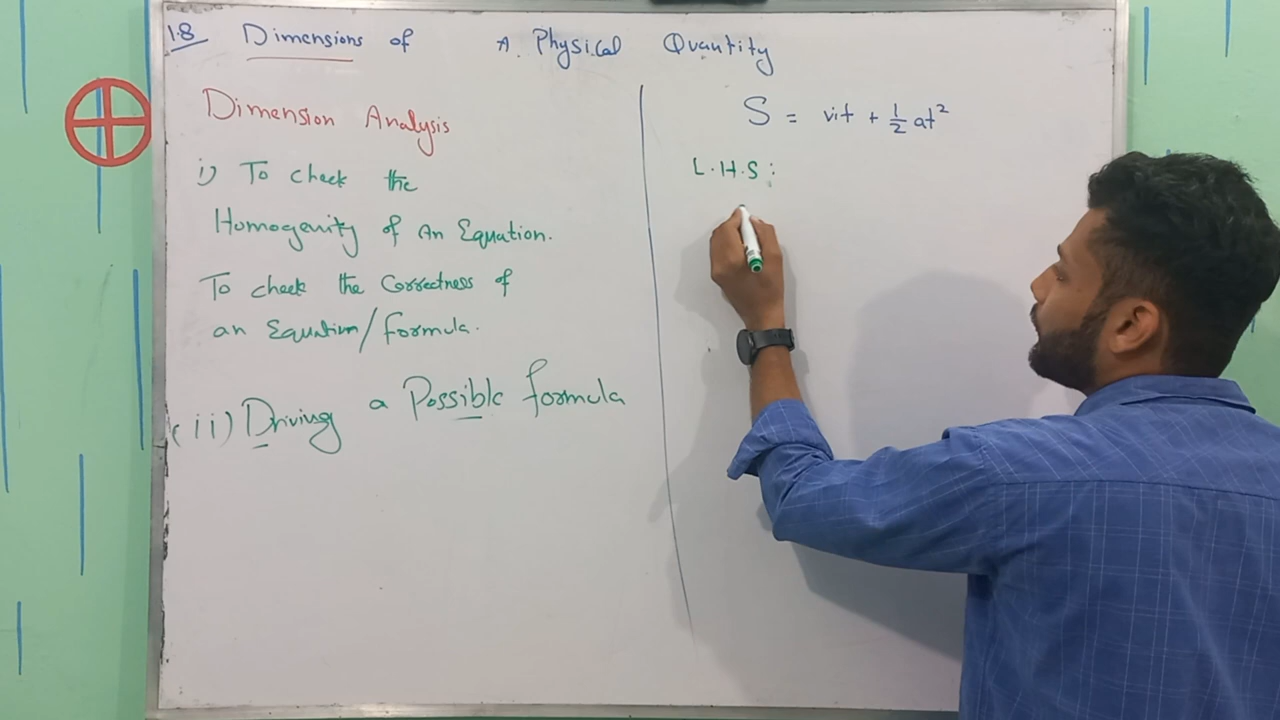 1.8 Dimensions of A. Physical Quantity
Dimension Analysis
i) To check the
Homogenity of An Equation.
To check the Correctness of
an Equation/formula.
(ii) Driving a Possible formula
S = vit + 1/2 at²
L.H.S: